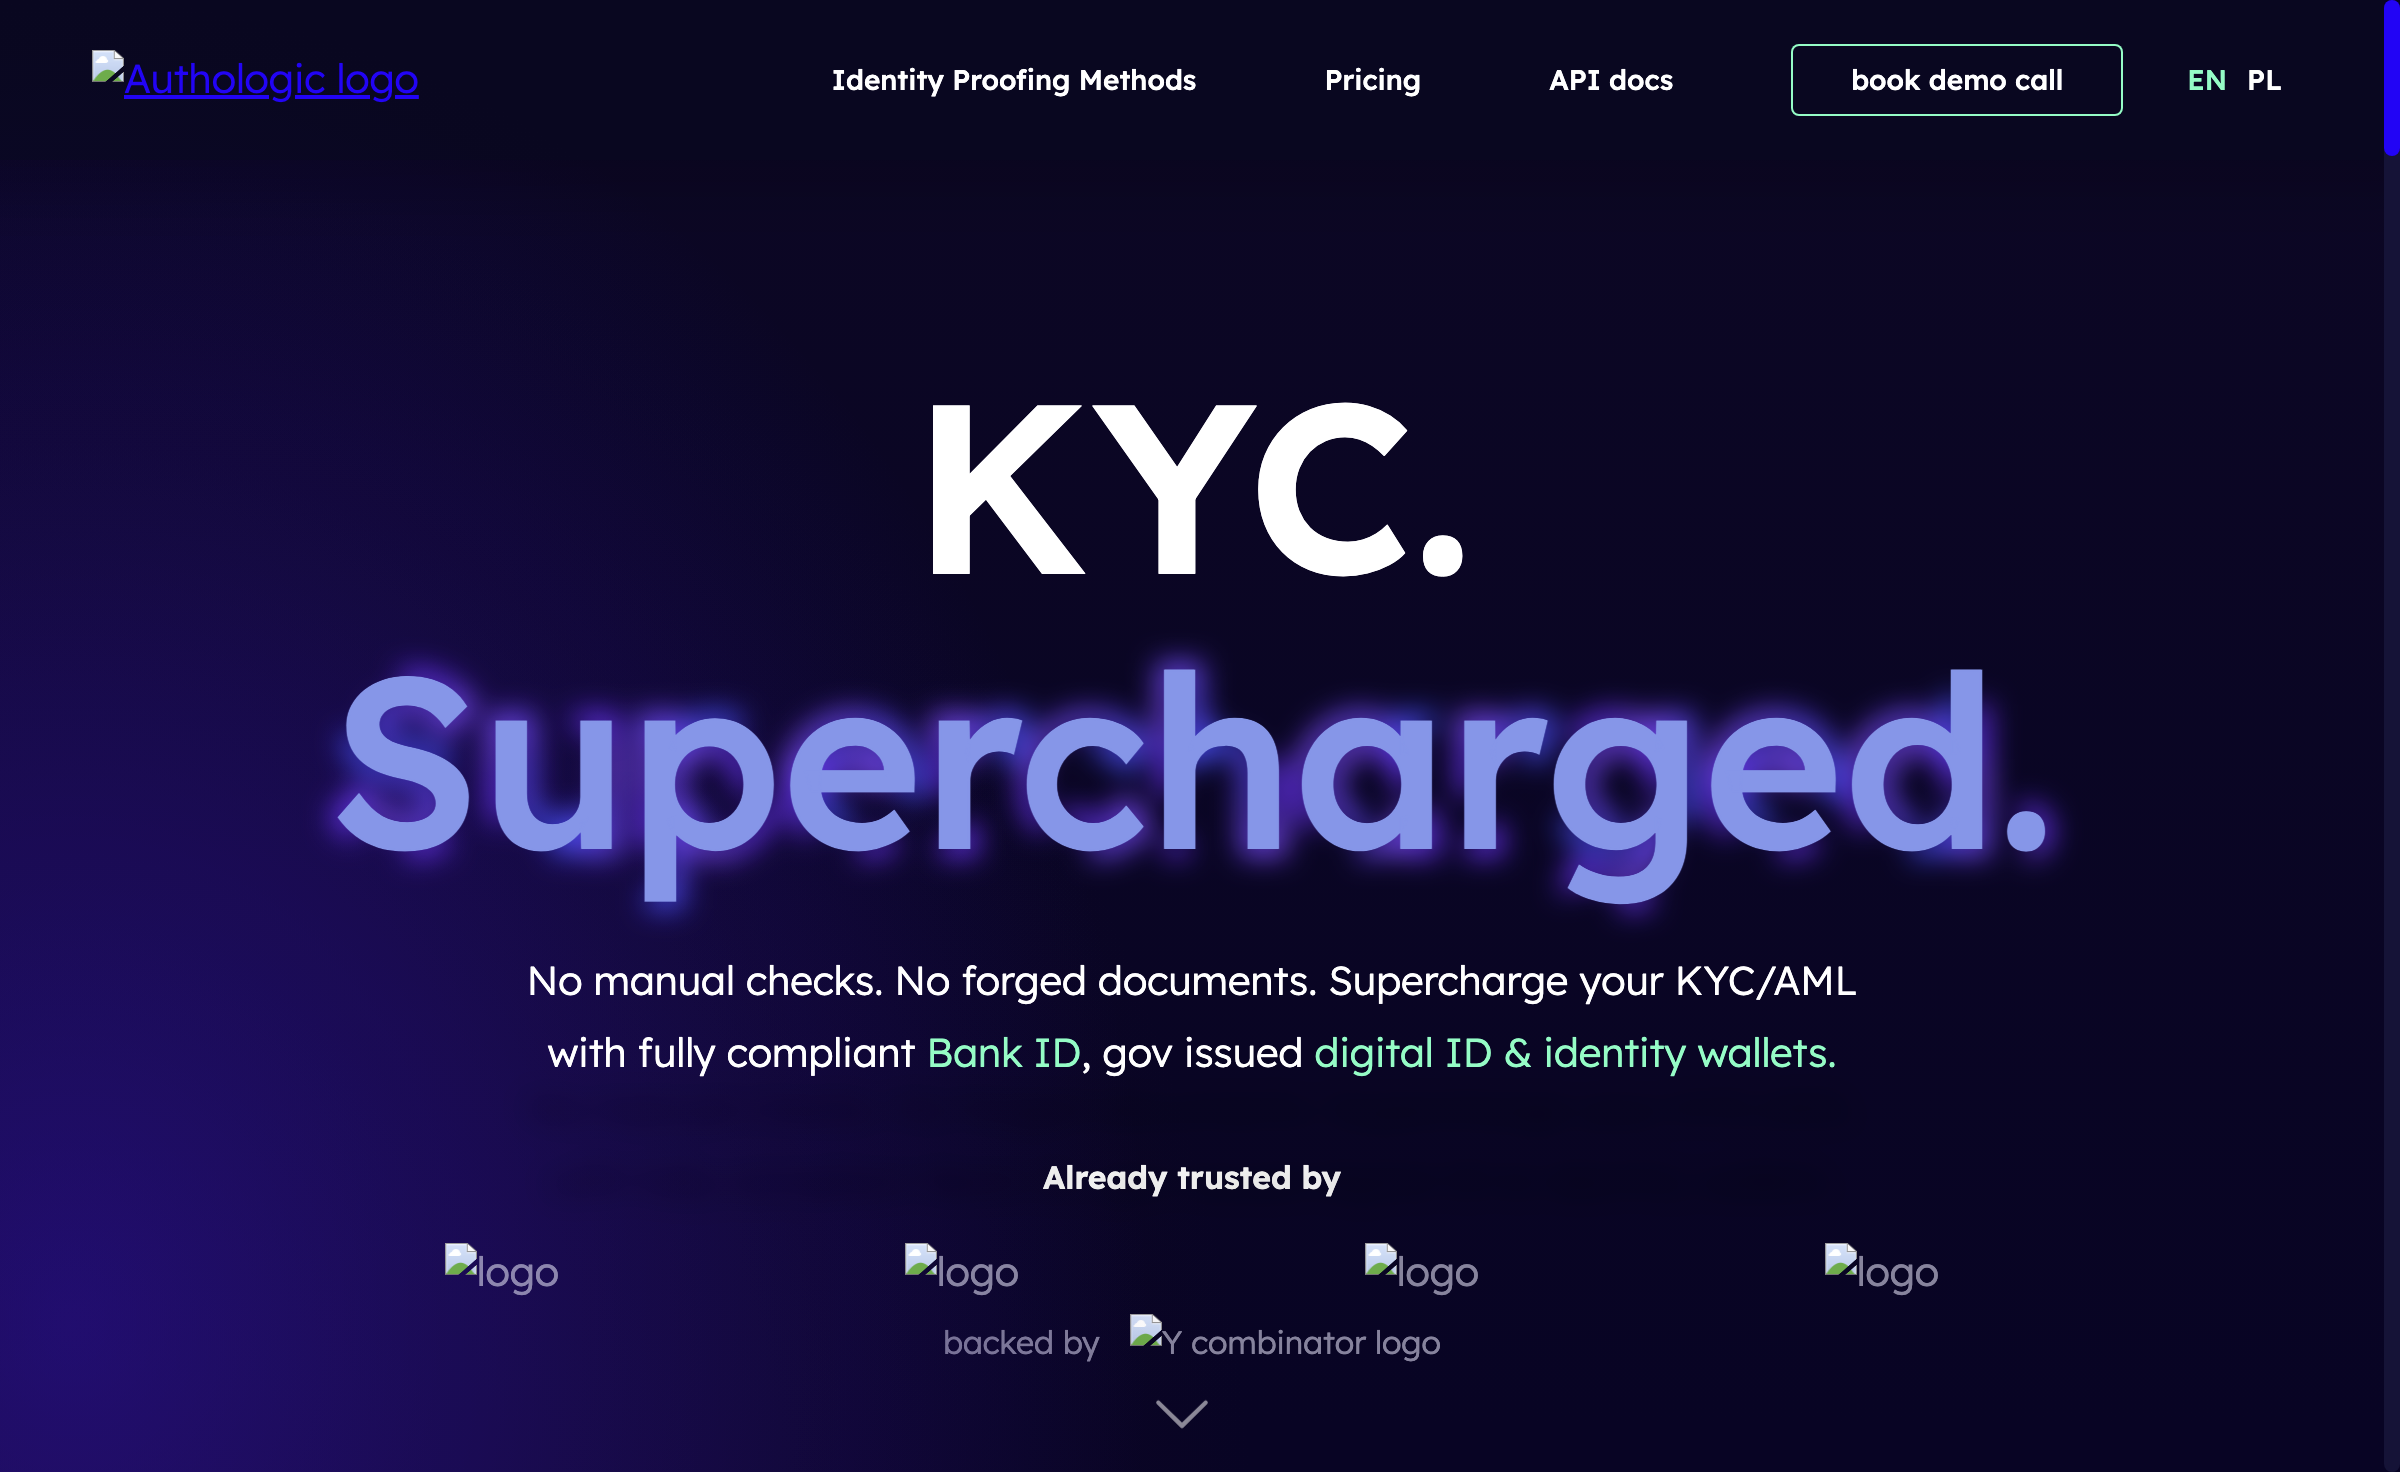 Authologic logo
Identity Proofing Methods
Pricing
API docs
book demo call
EN PL
KYC.
Supercharged.
No manual checks. No forged documents. Supercharge your KYC/AML
with fully compliant Bank ID, gov issued digital ID & identity wallets.
Already trusted by
logo
logo
logo
logo
backed by Y combinator logo